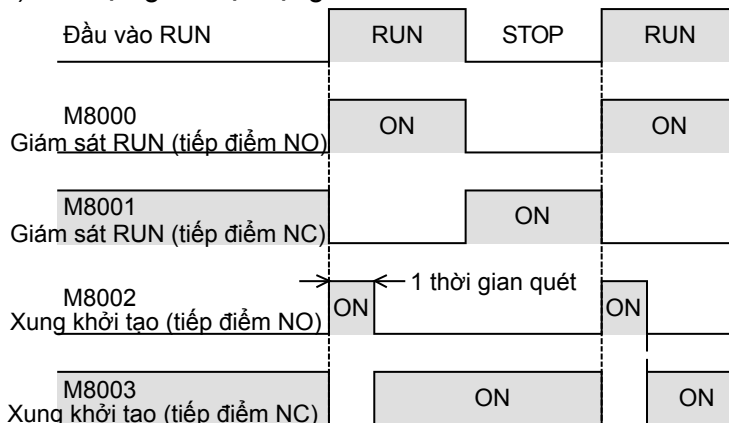 Đầu vào RUN RUN STOP RUN
M8000
Giám sát RUN (tiếp điểm NO) ON ON
M8001
Giám sát RUN (tiếp điểm NC) ON
1 thời gian quét
M8002
Xung khởi tạo (tiếp điểm NO) ON ON
M8003
Xung khởi tạo (tiếp điểm NC) ON ON